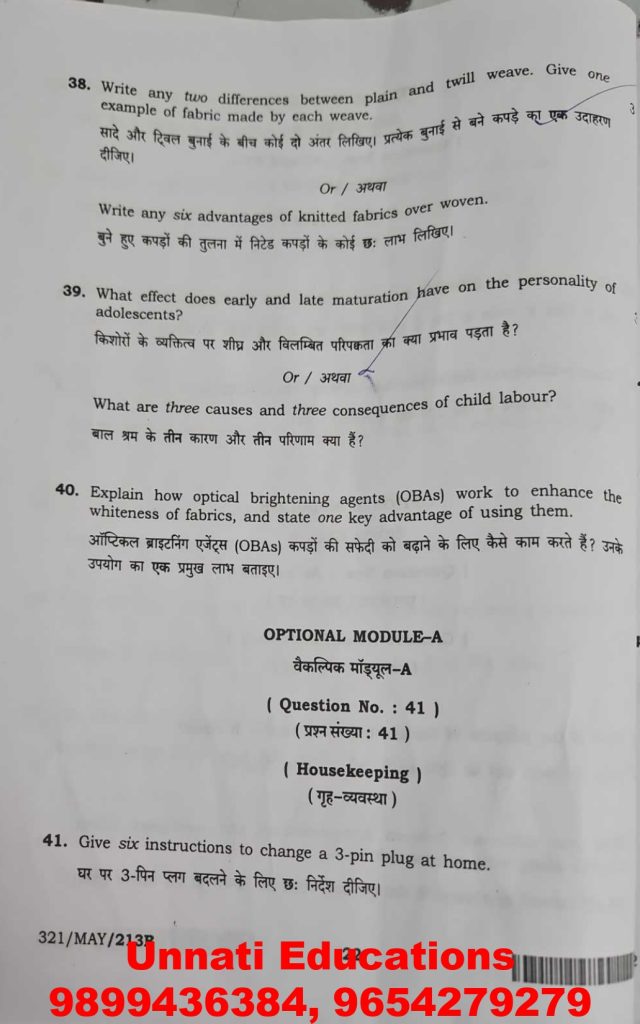 38. Write any two differences between plain and twill weave. Give one
example of fabric made by each weave.
सादे और ट्विल बुनाई के बीच कोई दो अंतर लिखिए। प्रत्येक बुनाई से बने कपड़े का एक उदाहरण
दीजिए।
Or / अथवा
Write any six advantages of knitted fabrics over woven.
बुने हुए कपड़ों की तुलना में निटेड कपड़ों के कोई छः लाभ लिखिए।
39. What effect does early and late maturation have on the personality of
adolescents?
किशोरों के व्यक्तित्व पर शीघ्र और विलम्बित परिपक्वता का क्या प्रभाव पड़ता है?
Or / अथवा
What are three causes and three consequences of child labour?
बाल श्रम के तीन कारण और तीन परिणाम क्या हैं?
40. Explain how optical brightening agents (OBAs) work to enhance the
whiteness of fabrics, and state one key advantage of using them.
ऑप्टिकल ब्राइटनिंग एजेंट्स (OBAs) कपड़ों की सफेदी को बढ़ाने के लिए कैसे काम करते हैं? उनके
उपयोग का एक प्रमुख लाभ बताइए।
OPTIONAL MODULE–A
वैकल्पिक मॉड्यूल–A
( Question No. : 41 )
( प्रश्न संख्या : 41 )
( Housekeeping )
( गृह-व्यवस्था )
41. Give six instructions to change a 3-pin plug at home.
घर पर 3-पिन प्लग बदलने के लिए छः निर्देश दीजिए।
321/MAY/213B
22
Unnati Educations
9899436384, 9654279279